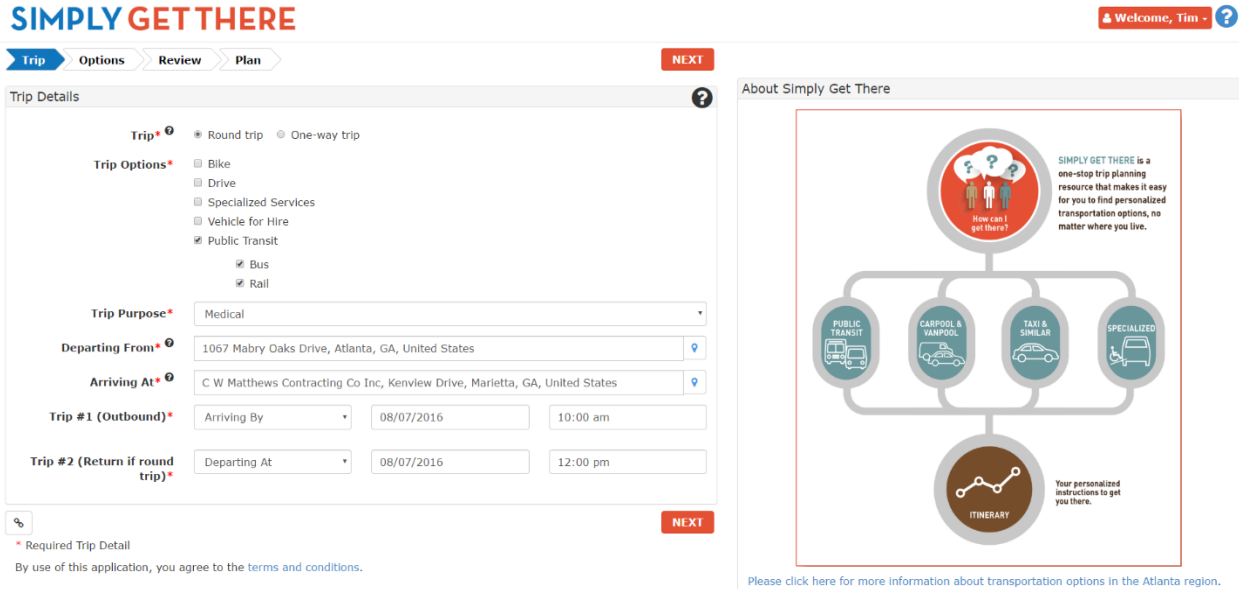 SIMPLY GET THERE
Welcome, Tim
?
Trip
Options
Review
Plan
NEXT
Trip Details
?
Trip* ?
Round trip
One-way trip
Trip Options*
Bike
Drive
Specialized Services
Vehicle for Hire
Public Transit
Bus
Rail
Trip Purpose*
Medical
Departing From* ?
1067 Mabry Oaks Drive, Atlanta, GA, United States
Arriving At* ?
C W Matthews Contracting Co Inc, Kenview Drive, Marietta, GA, United States
Trip #1 (Outbound)*
Arriving By
08/07/2016
10:00 am
Trip #2 (Return if round
trip)*
Departing At
08/07/2016
12:00 pm
NEXT
* Required Trip Detail
By use of this application, you agree to the terms and conditions.
About Simply Get There
? ? ?
How can I
get there?
SIMPLY GET THERE is a
one-stop trip planning
resource that makes it easy
for you to find personalized
transportation options, no
matter where you live.
PUBLIC
TRANSIT
CARPOOL &
VANPOOL
TAXI &
SIMILAR
SPECIALIZED
ITINERARY
Your personalized
instructions to get
you there.
Please click here for more information about transportation options in the Atlanta region.